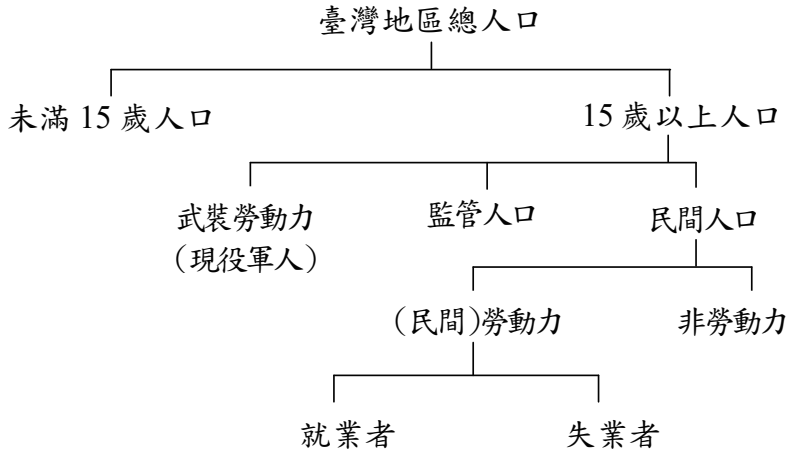 臺灣地區總人口
未滿 15 歲人口
15 歲以上人口
武裝勞動力
(現役軍人)
監管人口
民間人口
(民間)勞動力
非勞動力
就業者
失業者